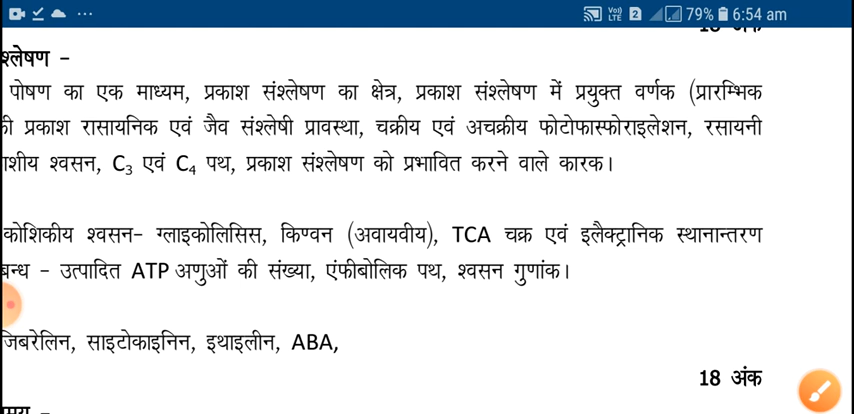 79% 6:54 am
श्लेषण –
पोषण का एक माध्यम, प्रकाश संश्लेषण का क्षेत्र, प्रकाश संश्लेषण में प्रयुक्त वर्णक (प्रारम्भिक
ी प्रकाश रासायनिक एवं जैव संश्लेषी प्रावस्था, चक्रीय एवं अचक्रीय फोटोफास्फोराइलेशन, रसायनी
ाशीय श्वसन, C₃ एवं C₄ पथ, प्रकाश संश्लेषण को प्रभावित करने वाले कारक।
कोशिकीय श्वसन– ग्लाइकोलिसिस, किण्वन (अवायवीय), TCA चक्र एवं इलैक्ट्रानिक स्थानान्तरण
बन्ध – उत्पादित ATP अणुओं की संख्या, एंफीबोलिक पथ, श्वसन गुणांक।
जिबरेलिन, साइटोकाइनिन, इथाइलीन, ABA,
18 अंक